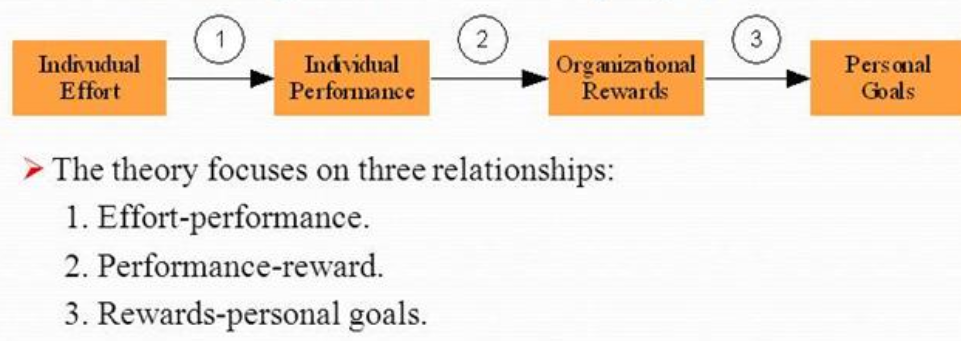 1
2
3
Indivudual
Effort
Individual
Performance
Organizational
Rewards
Personal
Goals
The theory focuses on three relationships:
1. Effort-performance.
2. Performance-reward.
3. Rewards-personal goals.